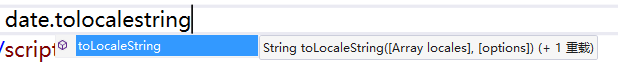 date.tolocalestring
/script
toLocaleString
String toLocaleString([Array locales], [options]) (+ 1 重载)